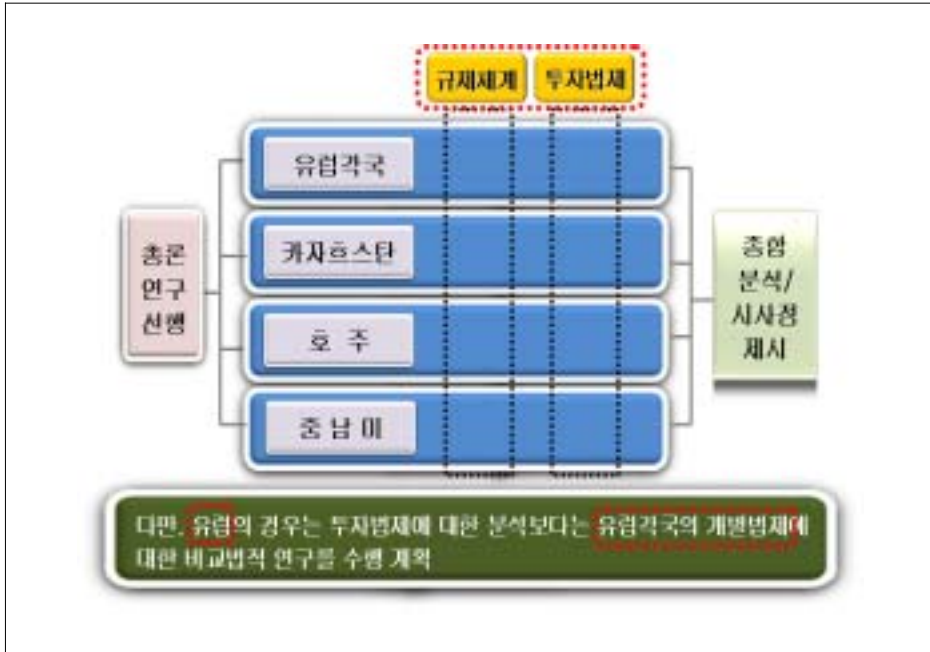 규제체계 투자법제
유럽각국
카자흐스탄
호 주
중 남 미
총론
연구
선행
종합
분석/
시사점
제시
다만, 유럽의 경우는 투자법제에 대한 분석보다는 유럽각국의 개별법제에
대한 비교법적 연구를 수행 계획